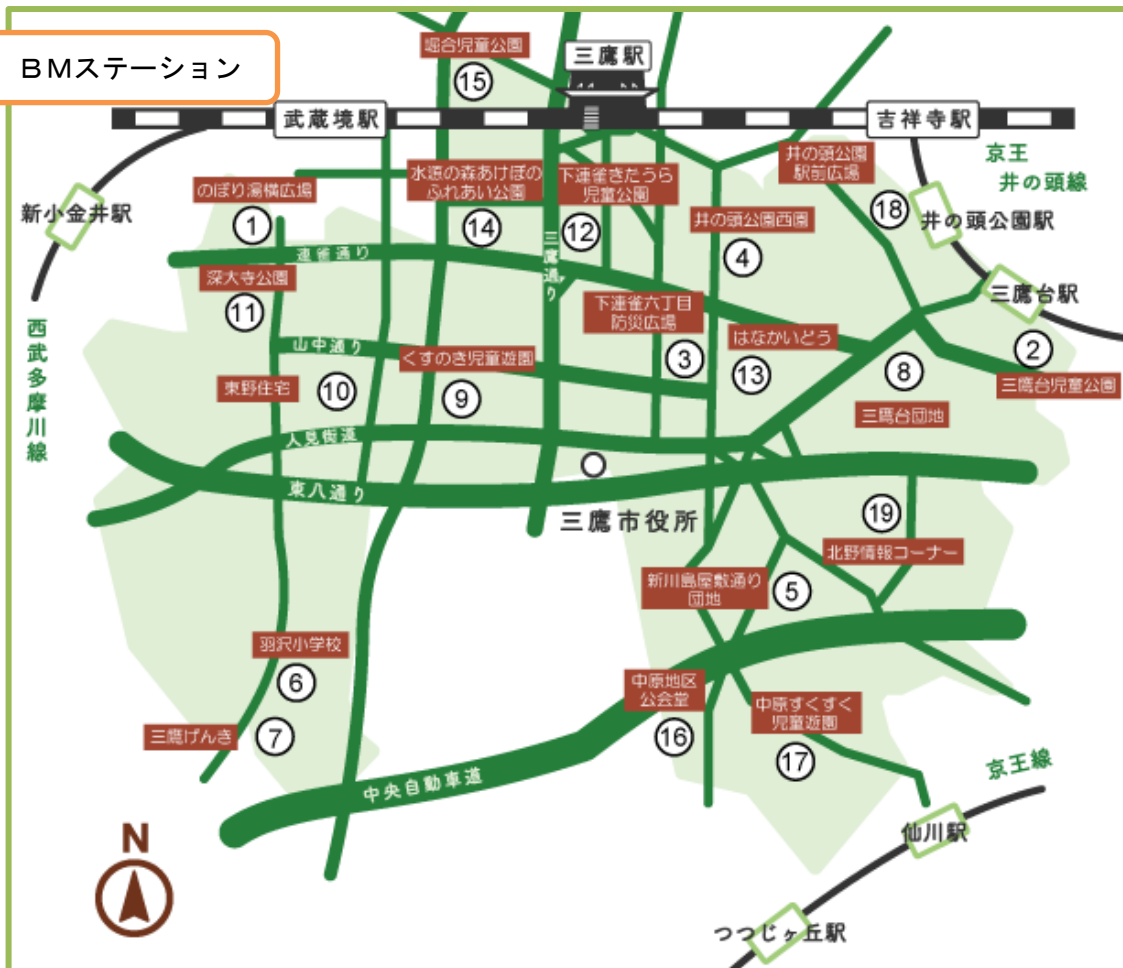 BMステーション
堀合児童公園
⑮
三鷹駅
武蔵境駅
吉祥寺駅
京王
井の頭線
のぼり湯横広場
①
水源の森あけぼの
ふれあい公園
⑭
下連雀きたうら
児童公園
⑫
井の頭公園
駅前広場
⑱
井の頭公園駅
新小金井駅
井の頭公園西園
④
三鷹通り
連雀通り
深大寺公園
⑪
三鷹台駅
下連雀六丁目
防災広場
③
はなかいどう
⑬
②
三鷹台児童公園
西武多摩川線
山中通り
くすのき児童遊園
⑨
東野住宅
⑩
⑧
三鷹台団地
人見街道
東八通り
三鷹市役所
⑲
北野情報コーナー
新川島屋敷通り
団地
⑤
羽沢小学校
⑥
三鷹げんき
⑦
中原地区
公会堂
⑯
中原すくすく
児童遊園
⑰
中央自動車道
京王線
仙川駅
つつじヶ丘駅
N